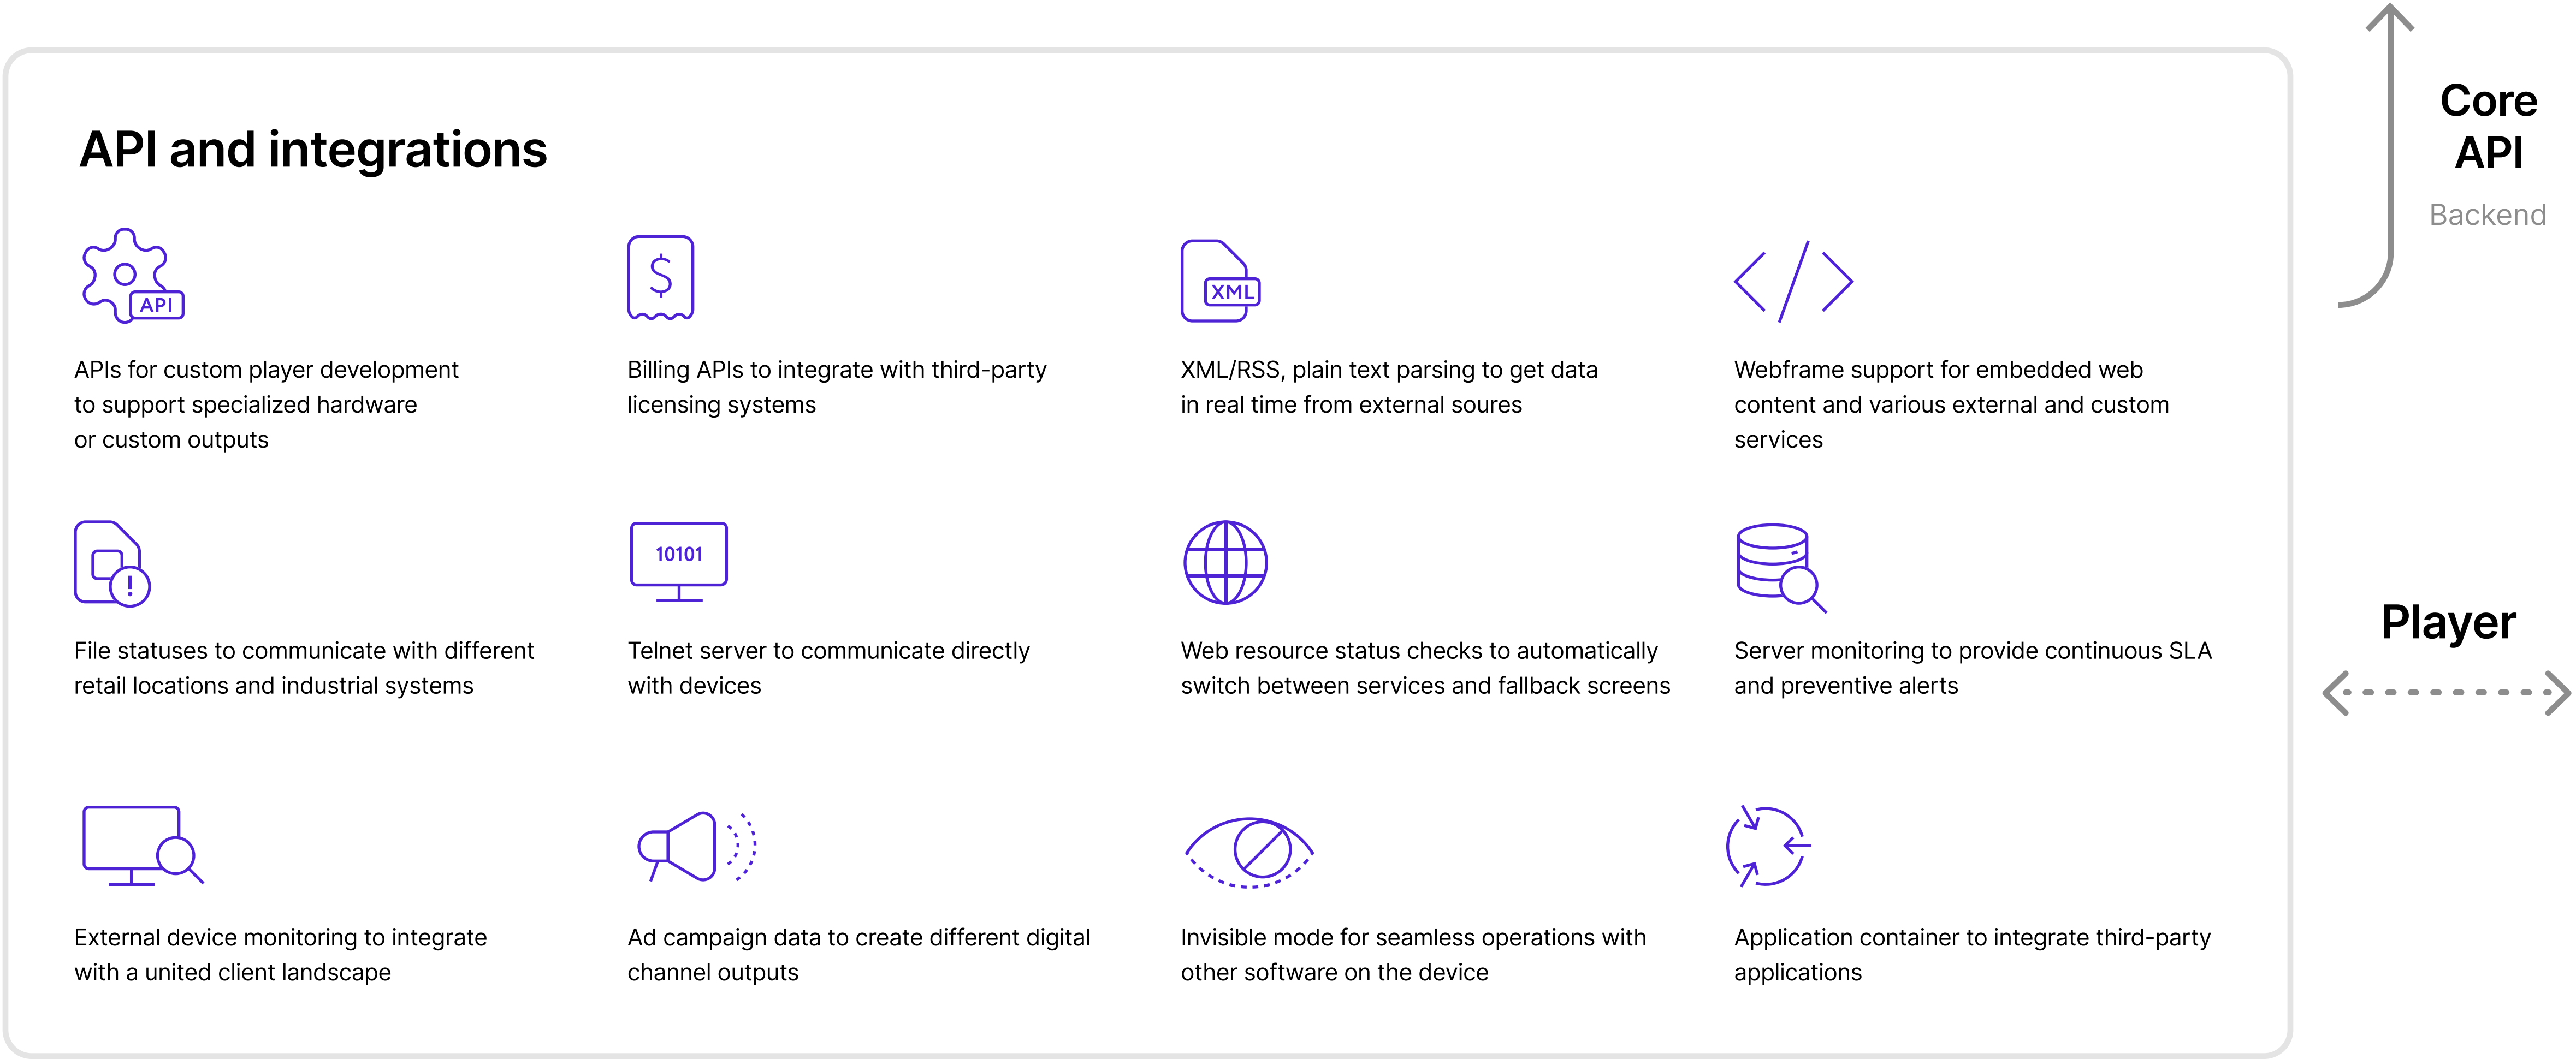 API and integrations
API
$
XML
APIs for custom player development
to support specialized hardware
or custom outputs
Billing APIs to integrate with third-party
licensing systems
XML/RSS, plain text parsing to get data
in real time from external soures
Webframe support for embedded web
content and various external and custom
services
10101
!
File statuses to communicate with different
retail locations and industrial systems
Telnet server to communicate directly
with devices
Web resource status checks to automatically
switch between services and fallback screens
Server monitoring to provide continuous SLA
and preventive alerts
External device monitoring to integrate
with a united client landscape
Ad campaign data to create different digital
channel outputs
Invisible mode for seamless operations with
other software on the device
Application container to integrate third-party
applications
Core
API
Backend
Player